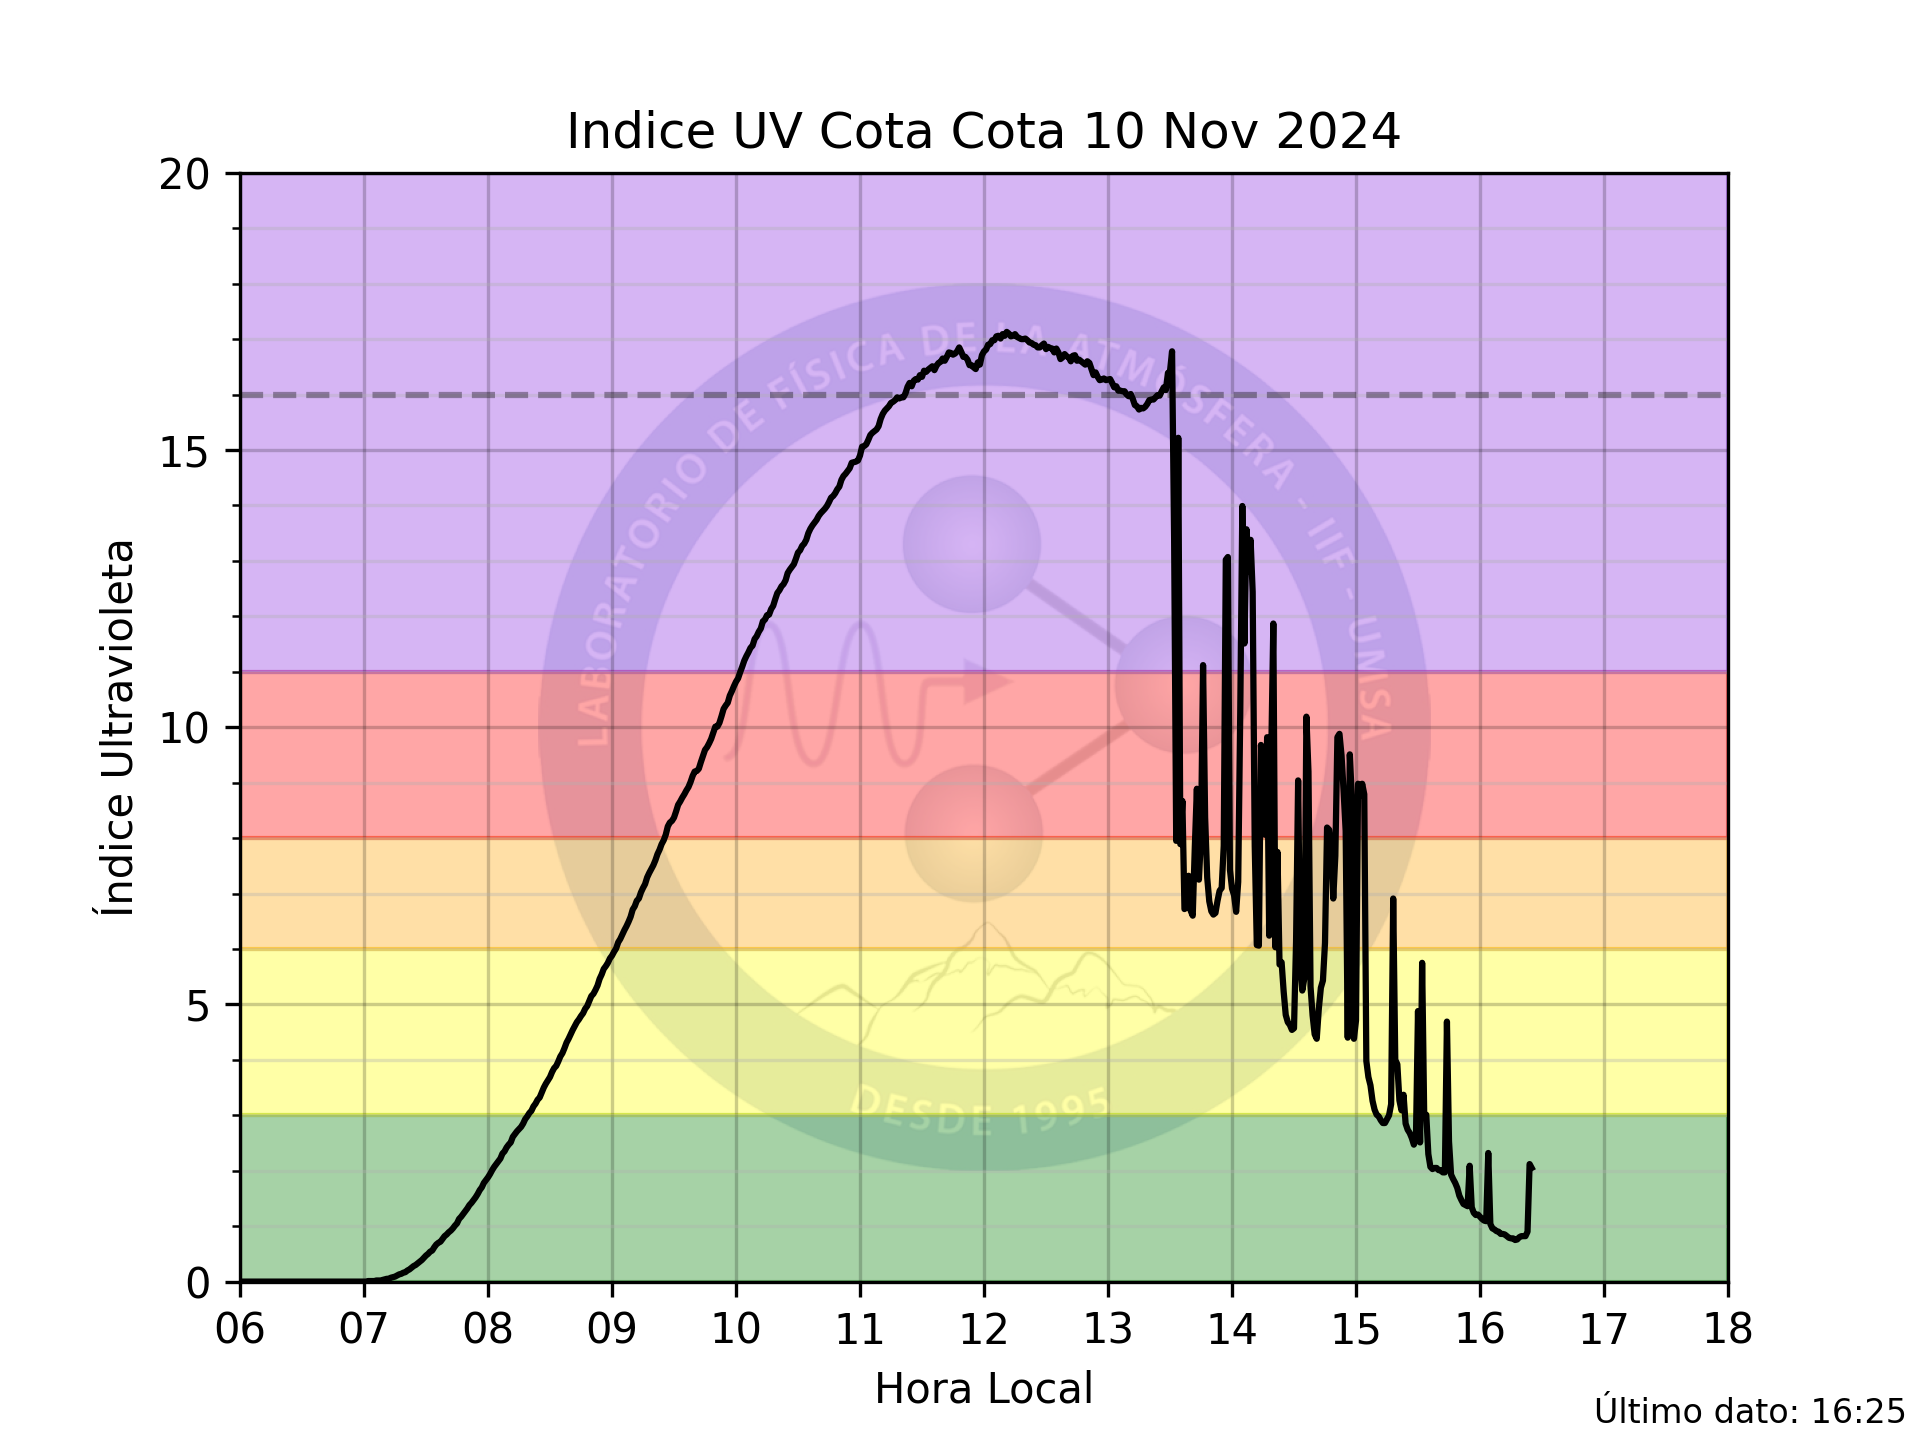 Indice UV Cota Cota 10 Nov 2024
20
15
10
5
0
Índice Ultravioleta
LABORATORIO DE FÍSICA DE LA ATMÓSFERA - IIF - UMSA
DESDE 1995
06 07 08 09 10 11 12 13 14 15 16 17 18
Hora Local
Último dato: 16:25